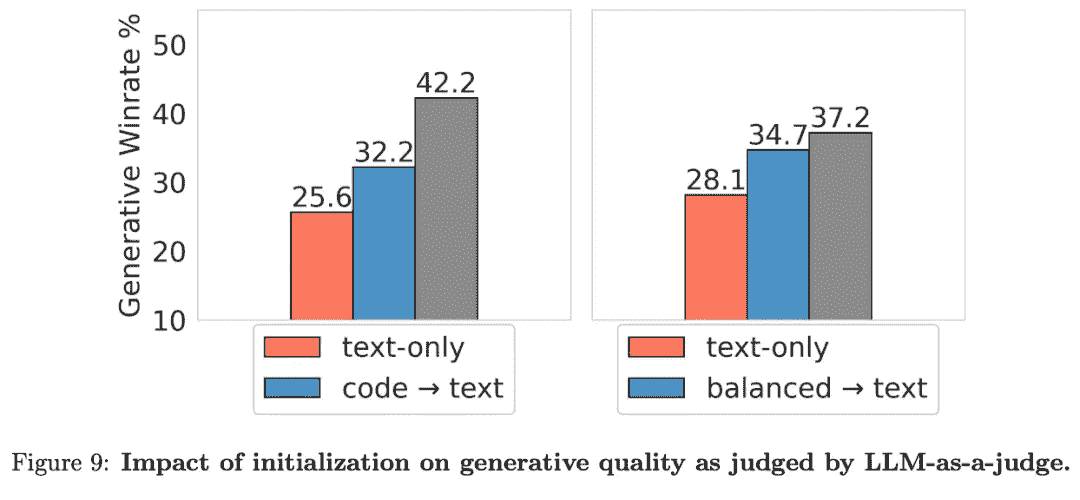 Generative Winrate %
50
40
30
20
10
25.6
32.2
42.2
text-only
code → text
28.1
34.7
37.2
text-only
balanced → text
Figure 9: Impact of initialization on generative quality as judged by LLM-as-a-judge.